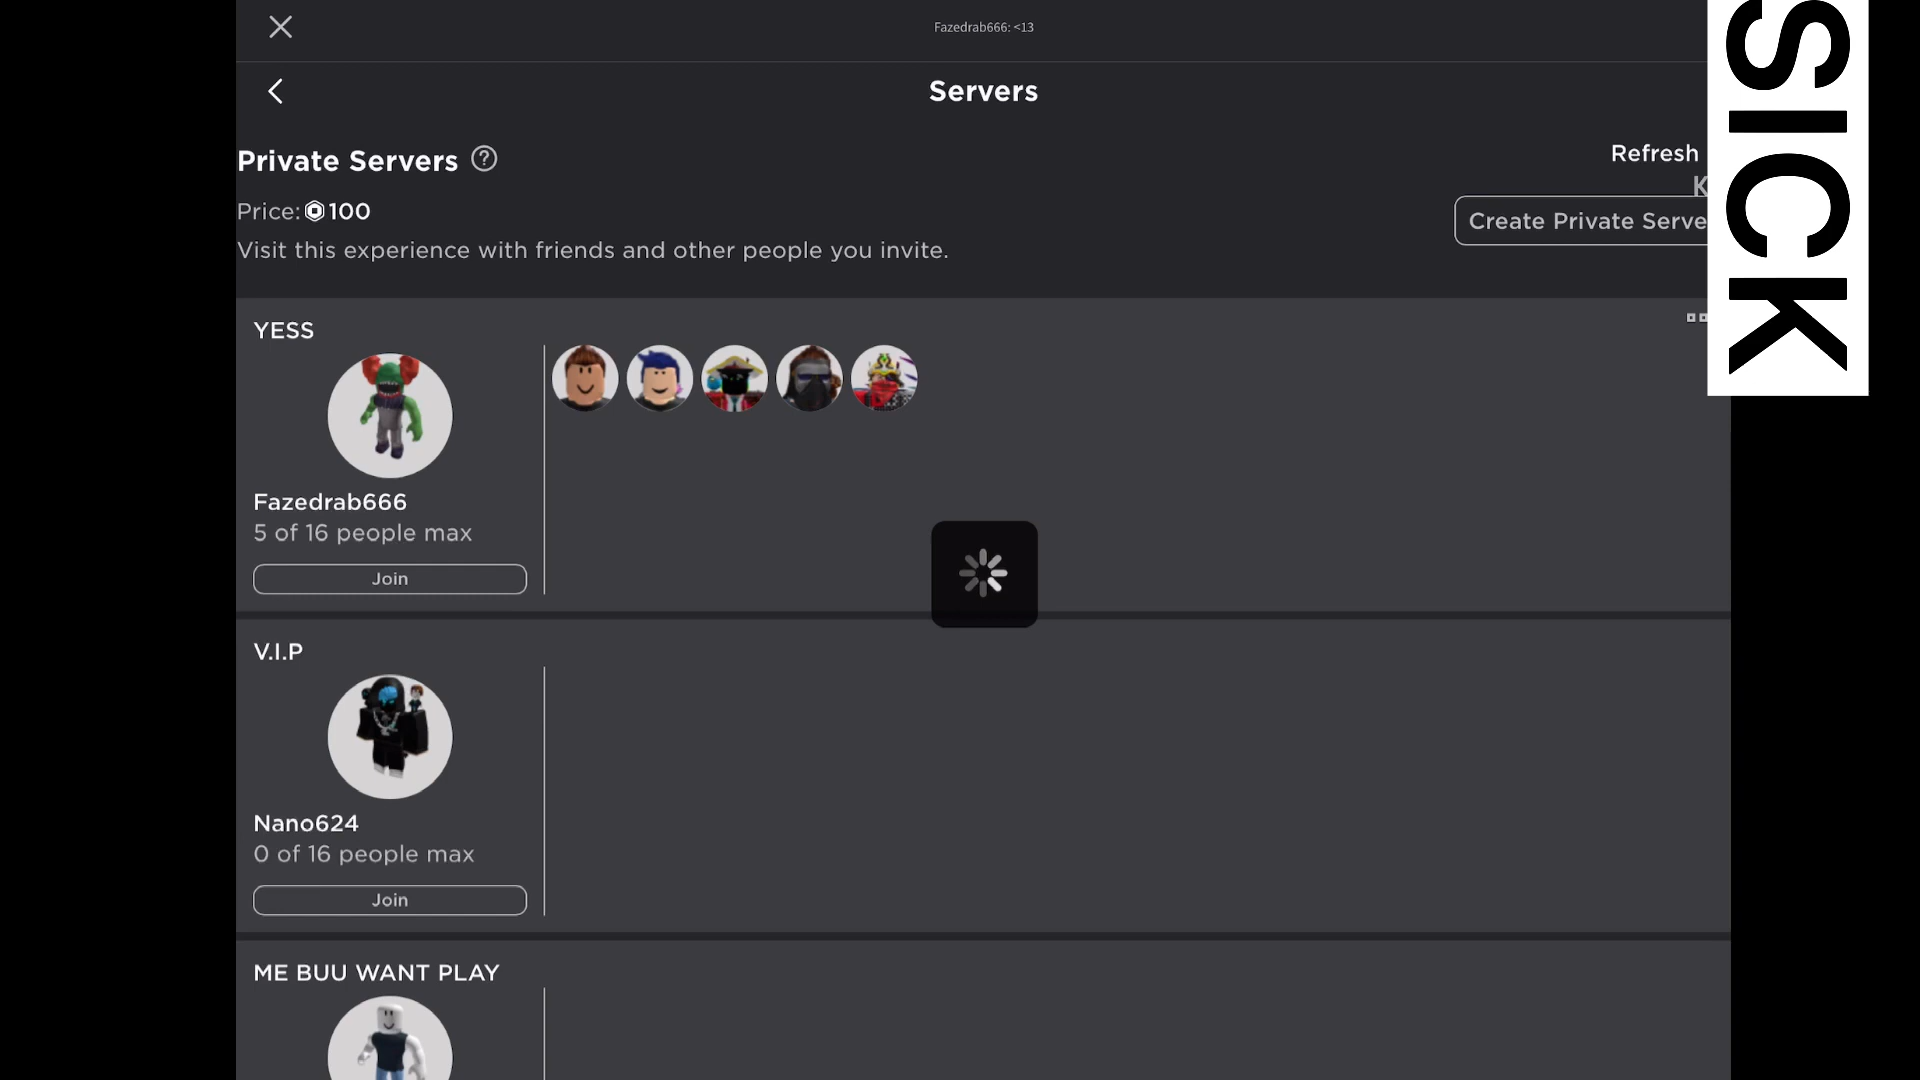 Fazedrab666: <13
Servers
Private Servers
Refresh
Price: 100
Create Private Serve
Visit this experience with friends and other people you invite.
SICK
YESS
Fazedrab666
5 of 16 people max
Join
V.I.P
Nano624
0 of 16 people max
Join
ME BUU WANT PLAY